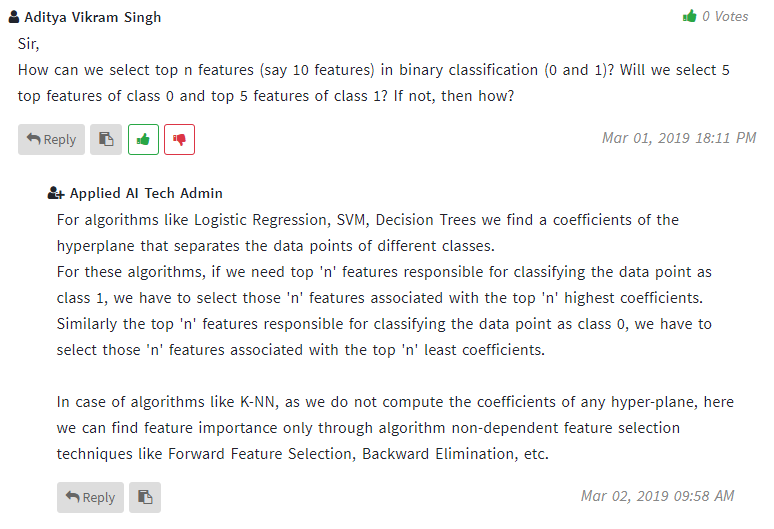 Aditya Vikram Singh
0 Votes
Sir,
How can we select top n features (say 10 features) in binary classification (0 and 1)? Will we select 5
top features of class 0 and top 5 features of class 1? If not, then how?
Reply
Mar 01, 2019 18:11 PM
Applied AI Tech Admin
For algorithms like Logistic Regression, SVM, Decision Trees we find a coefficients of the
hyperplane that separates the data points of different classes.
For these algorithms, if we need top 'n' features responsible for classifying the data point as
class 1, we have to select those 'n' features associated with the top 'n' highest coefficients.
Similarly the top 'n' features responsible for classifying the data point as class 0, we have to
select those 'n' features associated with the top 'n' least coefficients.
In case of algorithms like K-NN, as we do not compute the coefficients of any hyper-plane, here
we can find feature importance only through algorithm non-dependent feature selection
techniques like Forward Feature Selection, Backward Elimination, etc.
Reply
Mar 02, 2019 09:58 AM